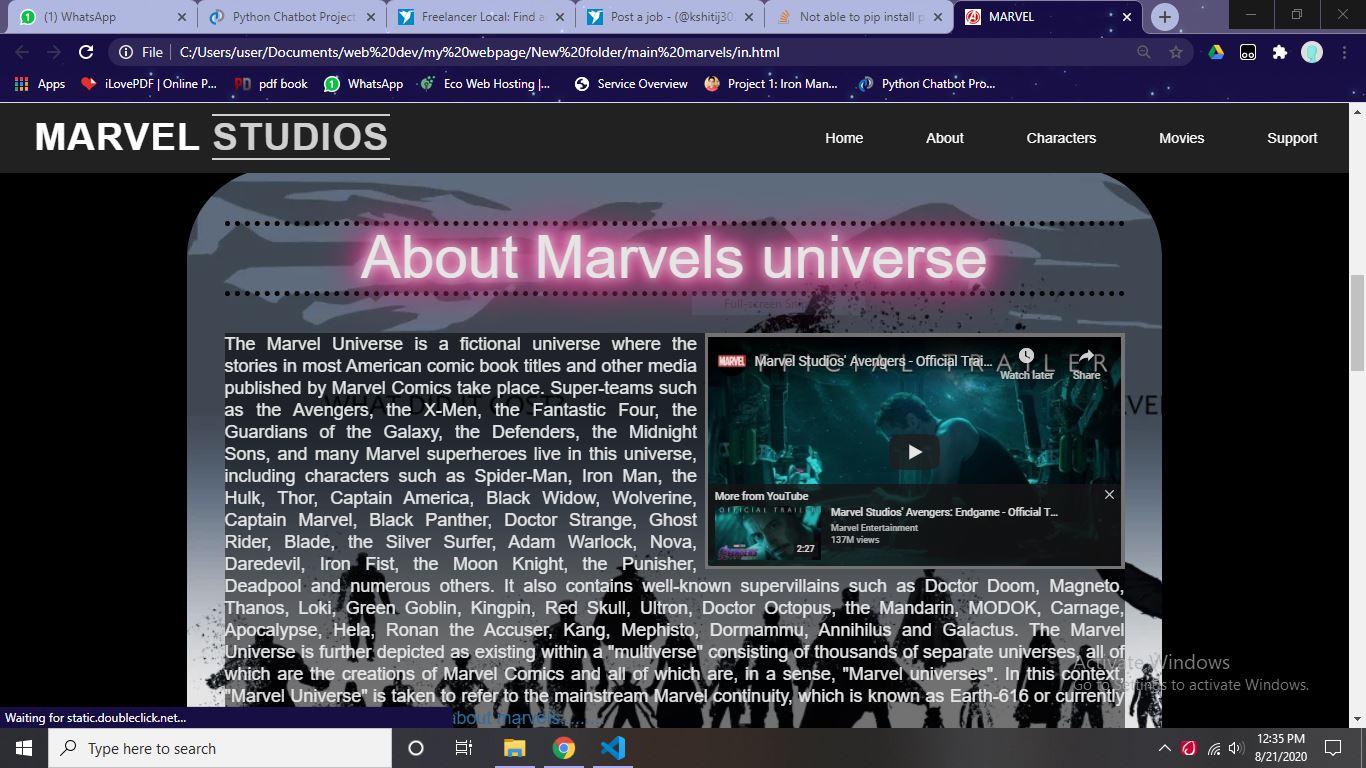 (1) WhatsApp
Python Chatbot Project
Freelancer Local: Find a
Post a job - (@kshitij30
Not able to pip install p
MARVEL
File
C:/Users/user/Documents/web%20dev/my%20webpage/New%20folder/main%20marvels/in.html
Apps
iLovePDF | Online P...
pdf book
WhatsApp
Eco Web Hosting |...
Service Overview
Project 1: Iron Man...
Python Chatbot Pro...
MARVEL STUDIOS
Home
About
Characters
Movies
Support
About Marvels universe
Full-screen
The Marvel Universe is a fictional universe where the
stories in most American comic book titles and other media
published by Marvel Comics take place. Super-teams such
as the Avengers, the X-Men, the Fantastic Four, the
Guardians of the Galaxy, the Defenders, the Midnight
Sons, and many Marvel superheroes live in this universe,
including characters such as Spider-Man, Iron Man, the
Hulk, Thor, Captain America, Black Widow, Wolverine,
Captain Marvel, Black Panther, Doctor Strange, Ghost
Rider, Blade, the Silver Surfer, Adam Warlock, Nova,
Daredevil, Iron Fist, the Moon Knight, the Punisher,
Deadpool and numerous others. It also contains well-known supervillains such as Doctor Doom, Magneto,
Thanos, Loki, Green Goblin, Kingpin, Red Skull, Ultron, Doctor Octopus, the Mandarin, MODOK, Carnage,
Apocalypse, Hela, Ronan the Accuser, Kang, Mephisto, Dormammu, Annihilus and Galactus. The Marvel
Universe is further depicted as existing within a "multiverse" consisting of thousands of separate universes, all of
which are the creations of Marvel Comics and all of which are, in a sense, "Marvel universes". In this context,
"Marvel Universe" is taken to refer to the mainstream Marvel continuity, which is known as Earth-616 or currently
about marvels........
WHAT DID IT COST?
MARVEL
Marvel Studios' Avengers - Official Trai...
Watch later
Share
TRAILER
More from YouTube
OFFICIAL TRAILER
2:27
Marvel Studios' Avengers: Endgame - Official T...
Marvel Entertainment
137M views
Activate Windows
Go to Settings to activate Windows.
Waiting for static.doubleclick.net...
Type here to search
12:35 PM
8/21/2020